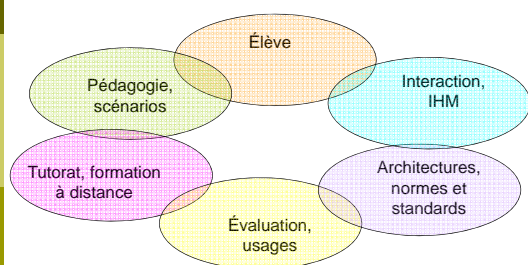 Élève
Pédagogie,
scénarios
Interaction,
IHM
Tutorat, formation
à distance
Architectures,
normes et
standards
Évaluation,
usages